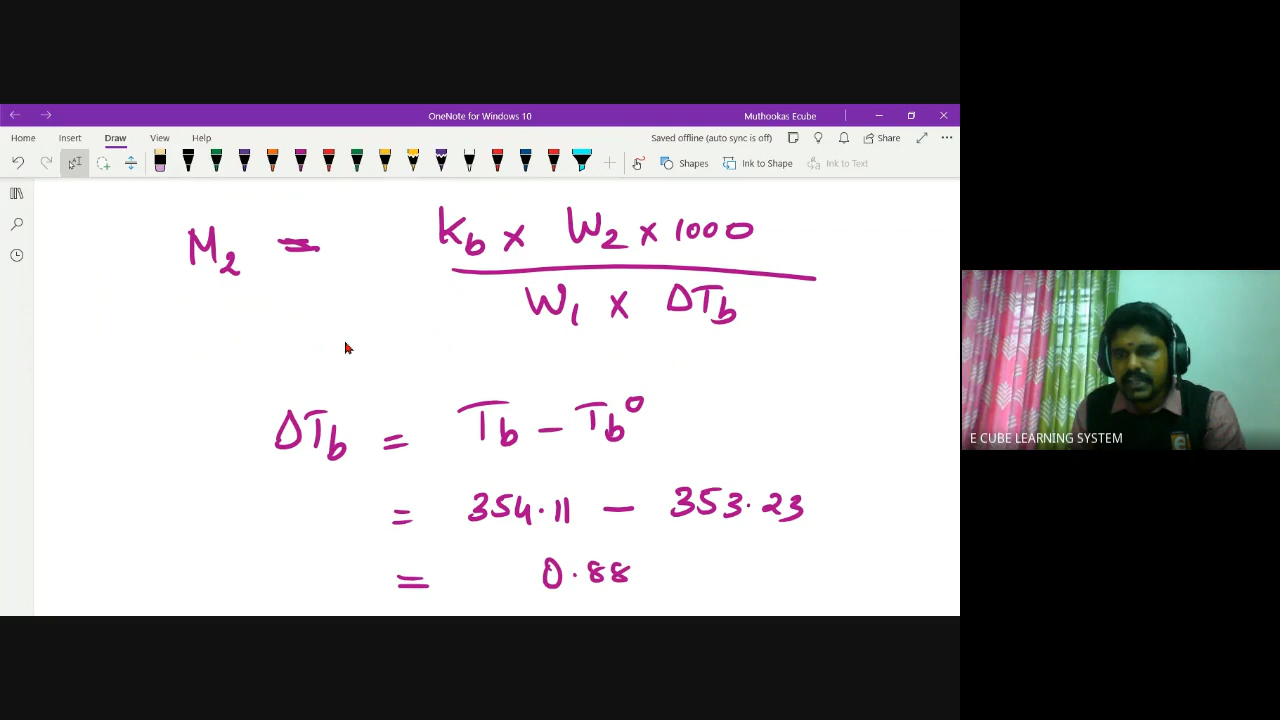 OneNote for Windows 10
Muthookas Ecube
Home Insert Draw View Help
Saved offline (auto sync is off) Share
Shapes Ink to Shape Ink to Text
M₂ = Kb × W₂ × 1000
W₁ × ΔTb
ΔTb = Tb − Tb⁰
= 354.11 − 353.23
= 0.88
E CUBE LEARNING SYSTEM